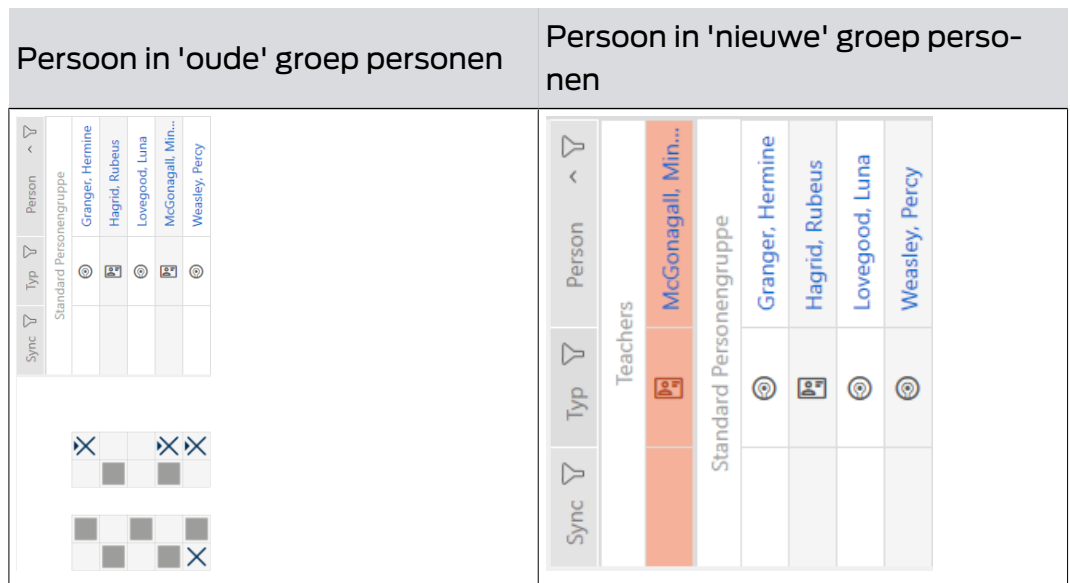 Persoon in 'oude' groep personen
Persoon in 'nieuwe' groep perso-
nen
Sync Typ Person
Standard Personengruppe
Granger, Hermine
Hagrid, Rubeus
Lovegood, Luna
McGonagall, Min...
Weasley, Percy
Sync Typ Person
Teachers
McGonagall, Min...
Standard Personengruppe
Granger, Hermine
Hagrid, Rubeus
Lovegood, Luna
Weasley, Percy